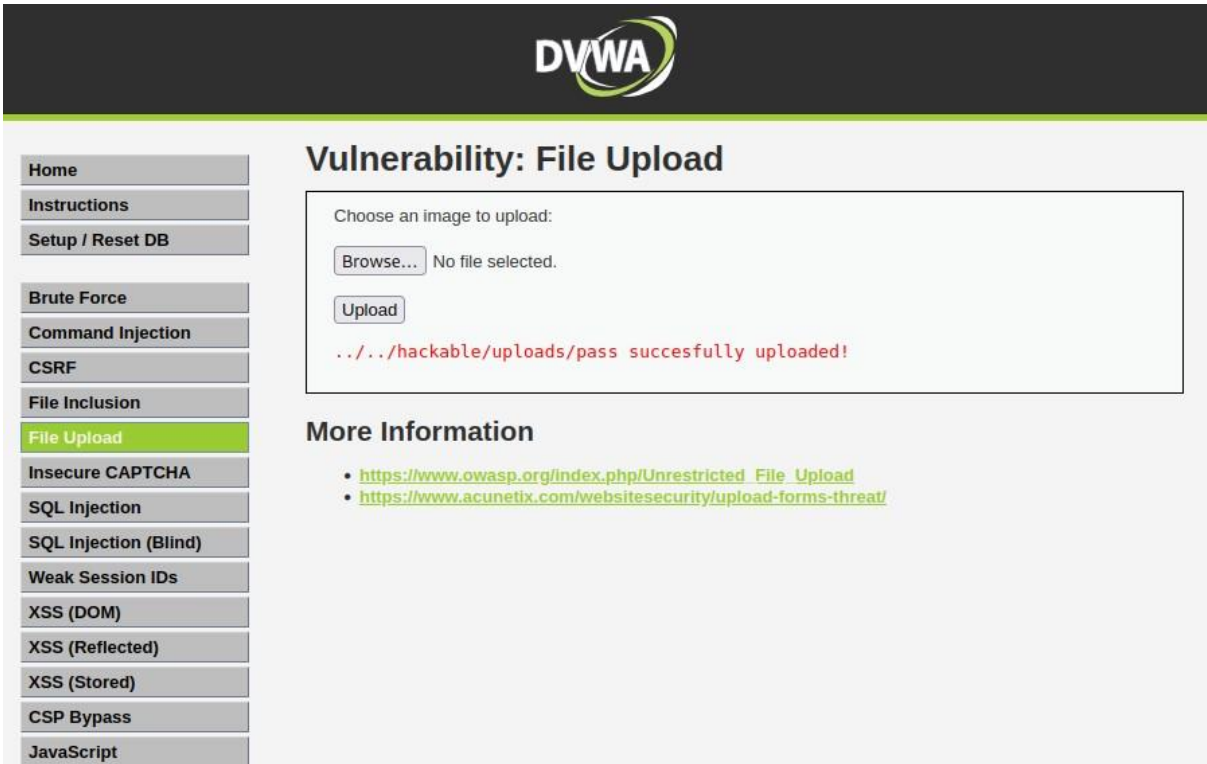 DVWA
Home
Instructions
Setup / Reset DB
Brute Force
Command Injection
CSRF
File Inclusion
File Upload
Insecure CAPTCHA
SQL Injection
SQL Injection (Blind)
Weak Session IDs
XSS (DOM)
XSS (Reflected)
XSS (Stored)
CSP Bypass
JavaScript
Vulnerability: File Upload
Choose an image to upload:
Browse... No file selected.
Upload
../../hackable/uploads/pass succesfully uploaded!
More Information
• https://www.owasp.org/index.php/Unrestricted_File_Upload
• https://www.acunetix.com/websitesecurity/upload-forms-threat/